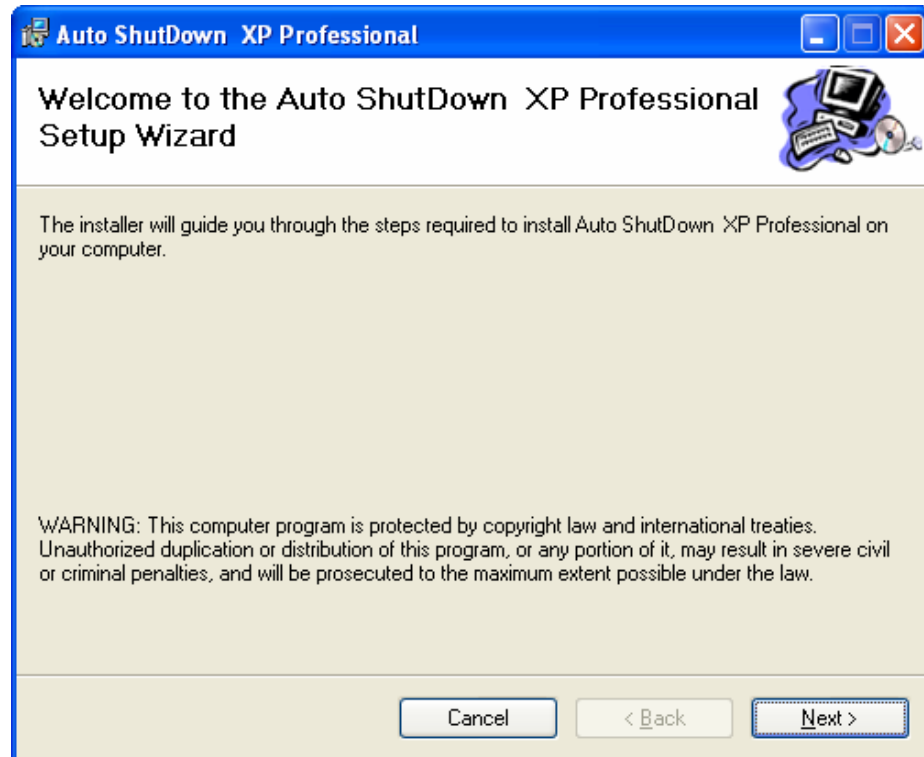 Auto ShutDown  XP Professional
Welcome to the Auto ShutDown  XP Professional
Setup Wizard
The installer will guide you through the steps required to install Auto ShutDown  XP Professional on
your computer.
WARNING: This computer program is protected by copyright law and international treaties.
Unauthorized duplication or distribution of this program, or any portion of it, may result in severe civil
or criminal penalties, and will be prosecuted to the maximum extent possible under the law.
Cancel
< Back
Next >